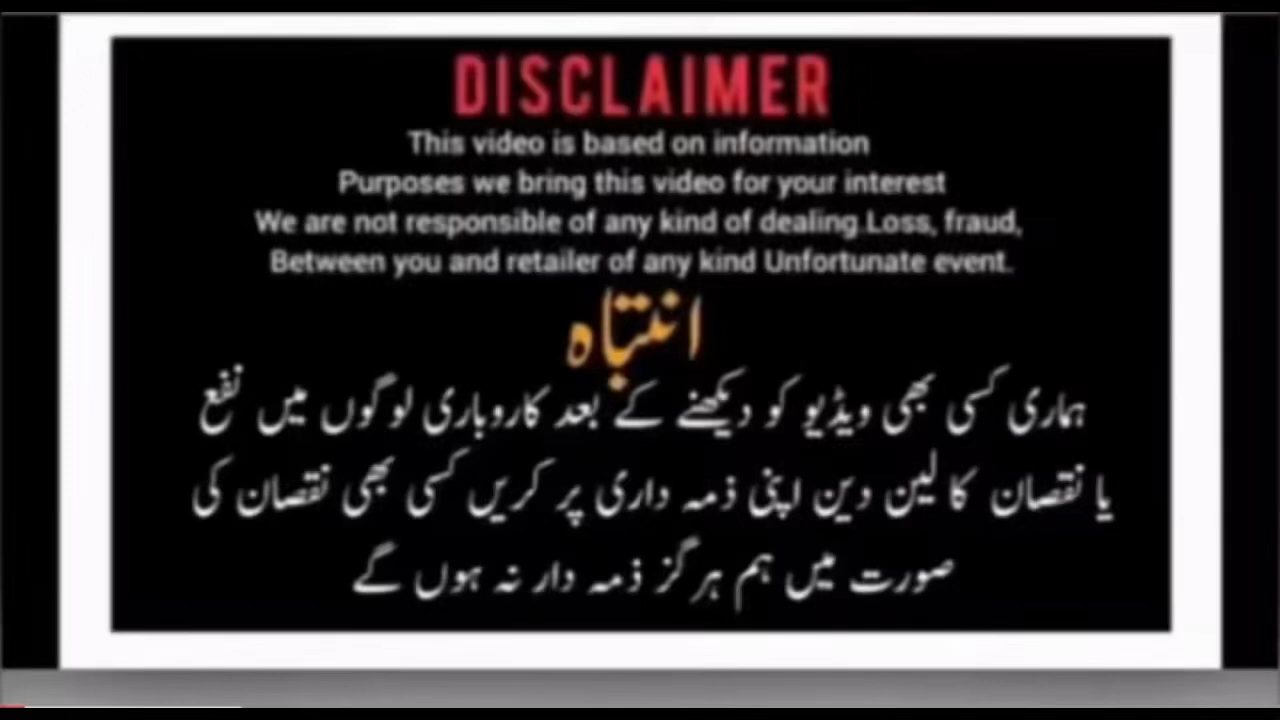 DISCLAIMER
This video is based on information
Purposes we bring this video for your interest
We are not responsible of any kind of dealing.Loss, fraud,
Between you and retailer of any kind Unfortunate event.
انتباہ
ہماری کسی بھی ویڈیو کو دیکھنے کے بعد کاروباری لوگوں میں نفع
یا نقصان کا لین دین اپنی ذمہ داری پر کریں کسی بھی نقصان کی
صورت میں ہم ہرگز ذمہ دار نہ ہوں گے